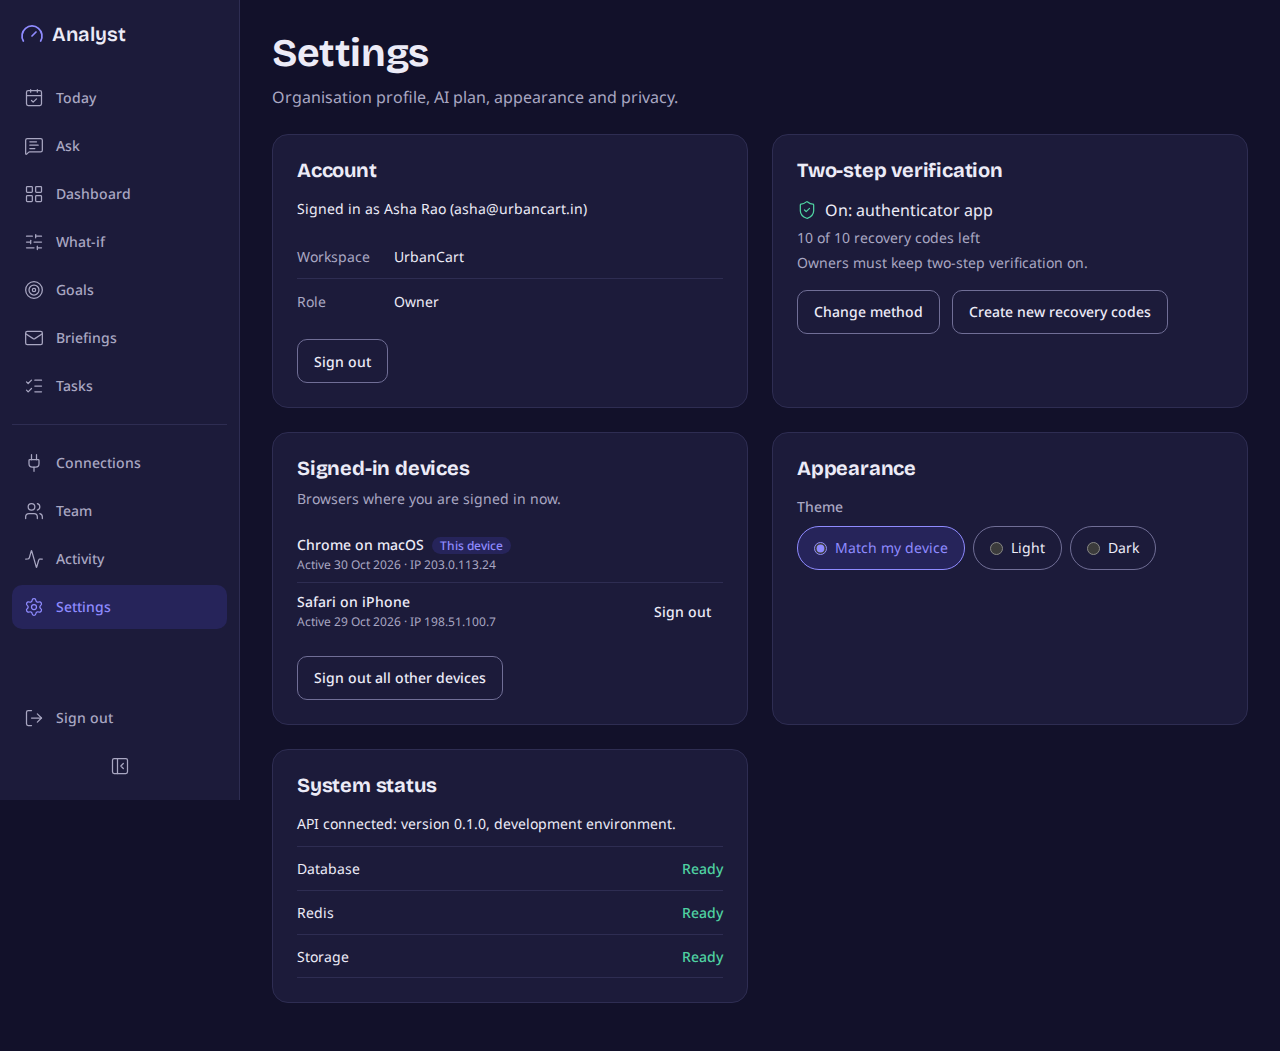 Analyst
Today
Ask
Dashboard
What-if
Goals
Briefings
Tasks
Connections
Team
Activity
Settings
Sign out
Settings
Organisation profile, AI plan, appearance and privacy.
Account
Signed in as Asha Rao (asha@urbancart.in)
Workspace UrbanCart
Role Owner
Sign out
Two-step verification
On: authenticator app
10 of 10 recovery codes left
Owners must keep two-step verification on.
Change method Create new recovery codes
Signed-in devices
Browsers where you are signed in now.
Chrome on macOS This device
Active 30 Oct 2026 · IP 203.0.113.24
Safari on iPhone
Active 29 Oct 2026 · IP 198.51.100.7
Sign out
Sign out all other devices
Appearance
Theme
Match my device Light Dark
System status
API connected: version 0.1.0, development environment.
Database Ready
Redis Ready
Storage Ready